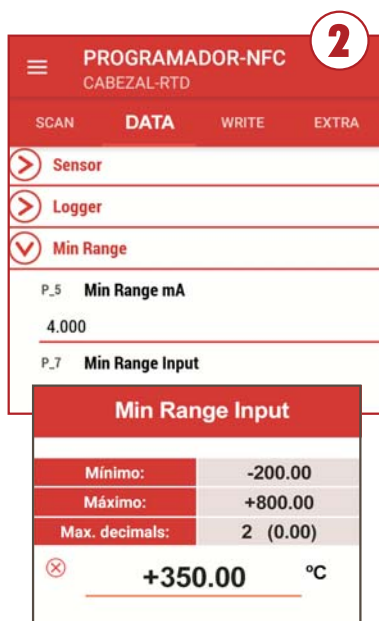 2
PROGRAMADOR-NFC
CABEZAL-RTD
SCAN DATA WRITE EXTRA
Sensor
Logger
Min Range
P_5 Min Range mA
4.000
P_7 Min Range Input
Min Range Input
Mínimo: -200.00
Máximo: +800.00
Max. decimals: 2 (0.00)
+350.00 ºC